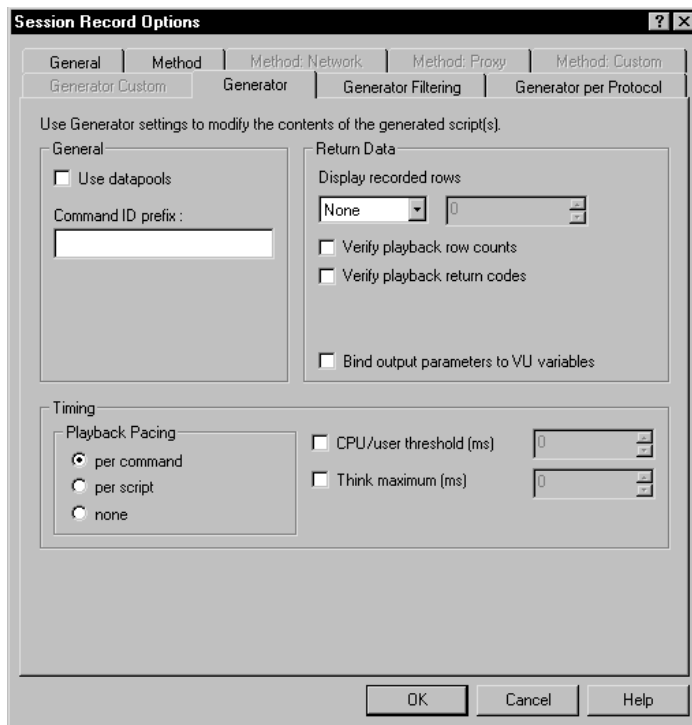 Session Record Options
General Method Method: Network Method: Proxy Method: Custom
Generator Custom Generator Generator Filtering Generator per Protocol
Use Generator settings to modify the contents of the generated script(s).
General
Use datapools
Command ID prefix :
Return Data
Display recorded rows
None 0
Verify playback row counts
Verify playback return codes
Bind output parameters to VU variables
Timing
Playback Pacing
per command
per script
none
CPU/user threshold (ms) 0
Think maximum (ms) 0
OK Cancel Help